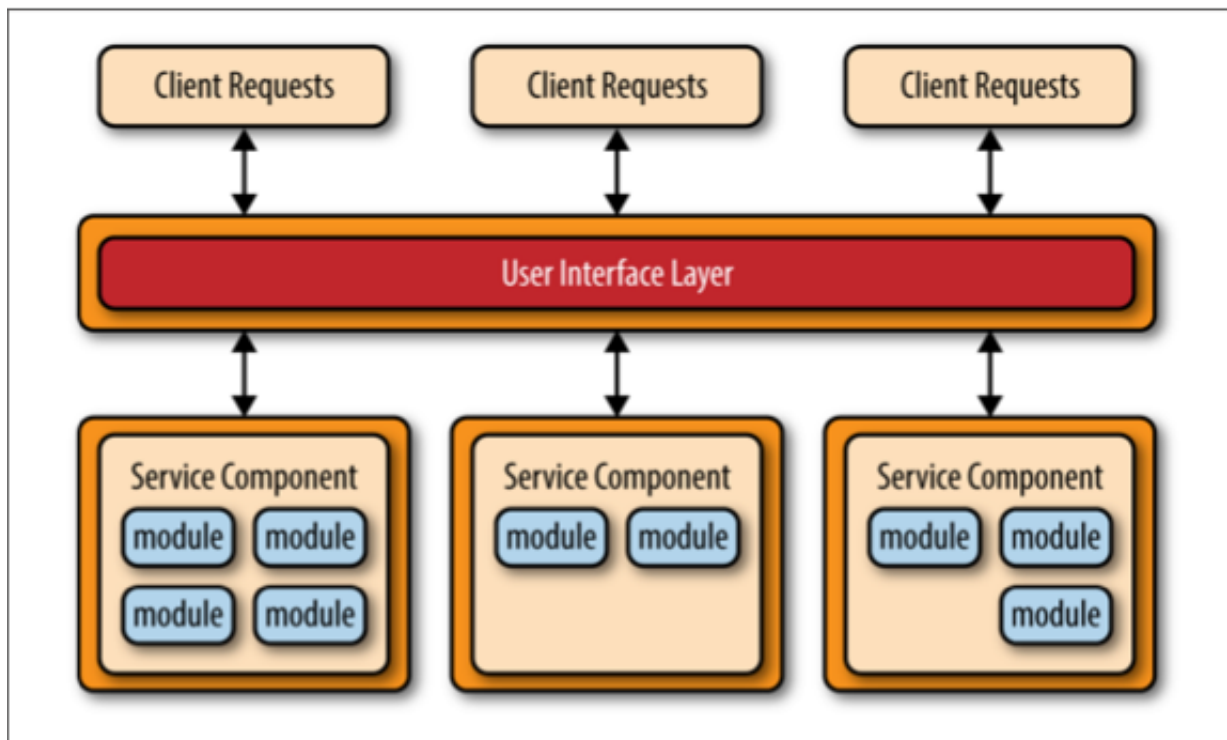 Client Requests
Client Requests
Client Requests
User Interface Layer
Service Component
module module
module module
Service Component
module module
Service Component
module module
module